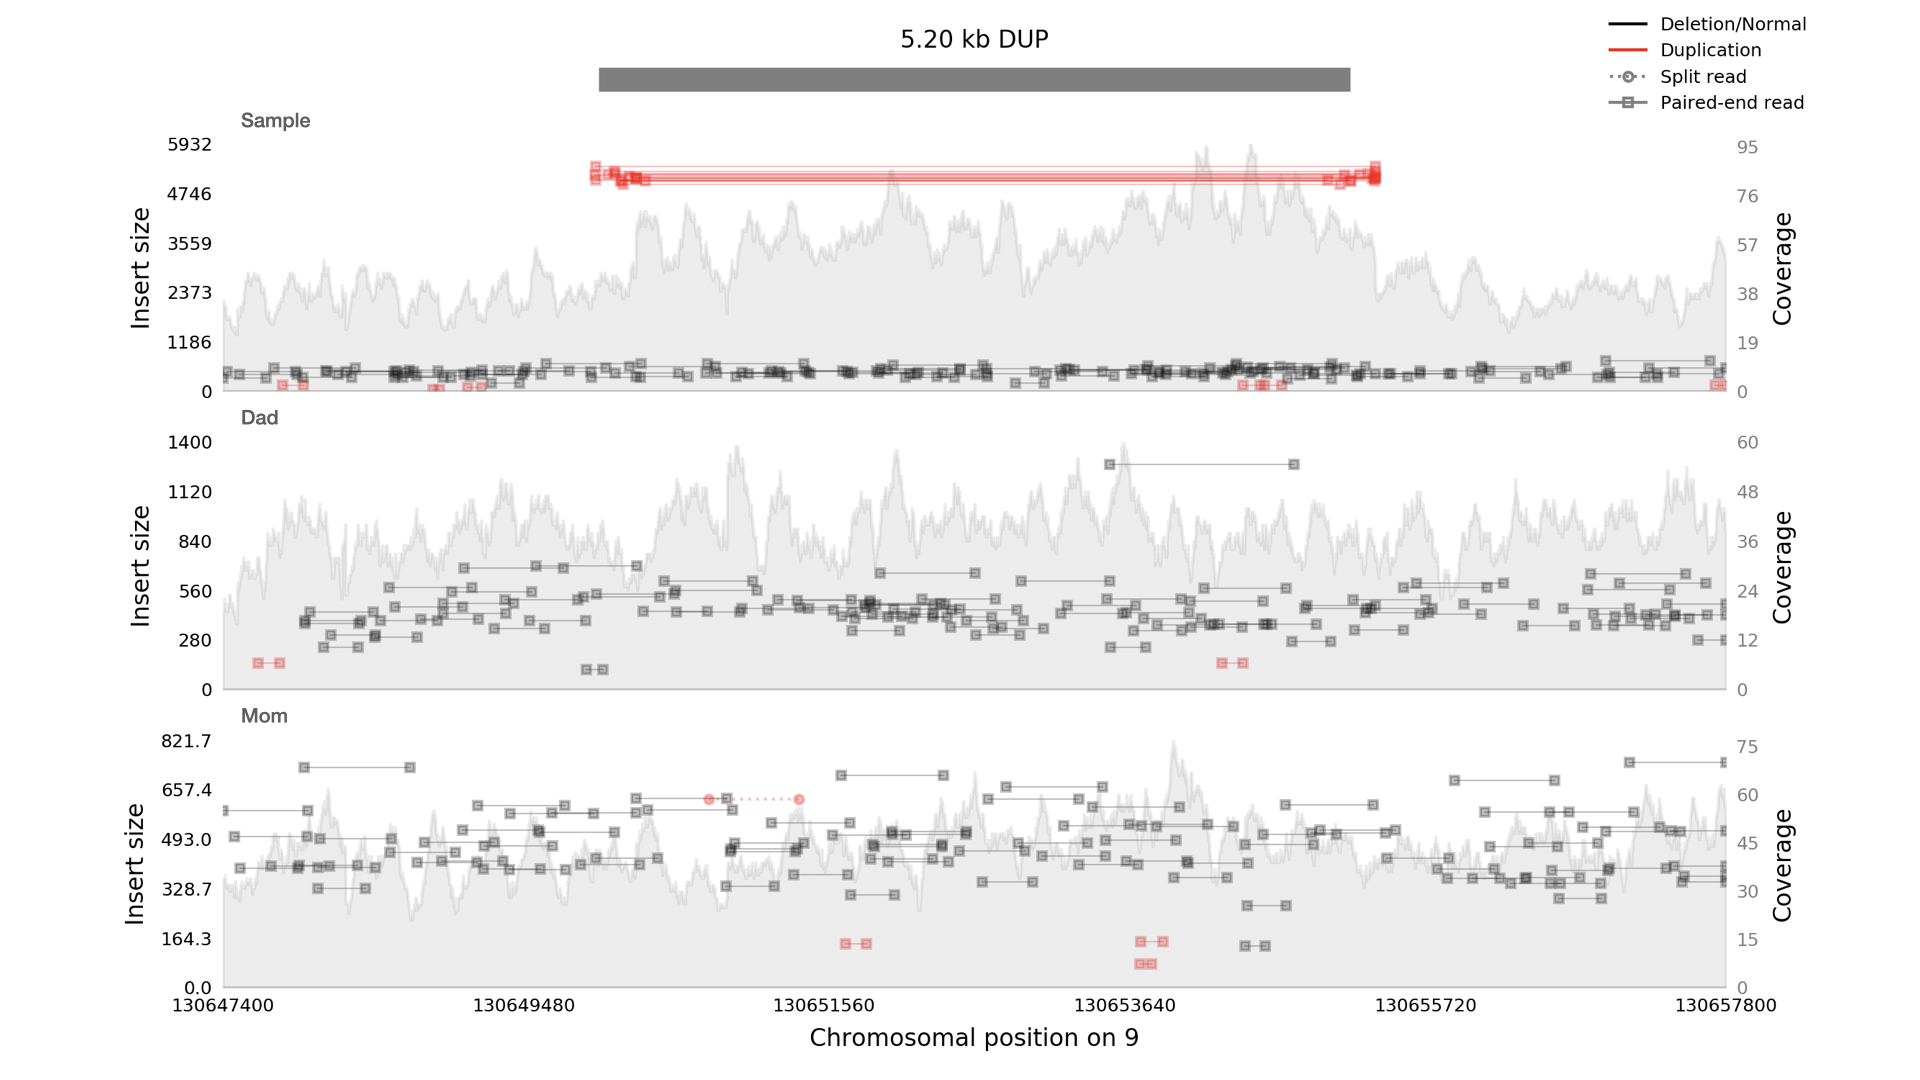 5.20 kb DUP
Deletion/Normal
Duplication
Split read
Paired-end read
Sample
5932
4746
3559
2373
1186
0
Insert size
95
76
57
38
19
0
Coverage
Dad
1400
1120
840
560
280
0
Insert size
60
48
36
24
12
0
Coverage
Mom
821.7
657.4
493.0
328.7
164.3
0.0
Insert size
75
60
45
30
15
0
Coverage
130647400 130649480 130651560 130653640 130655720 130657800
Chromosomal position on 9